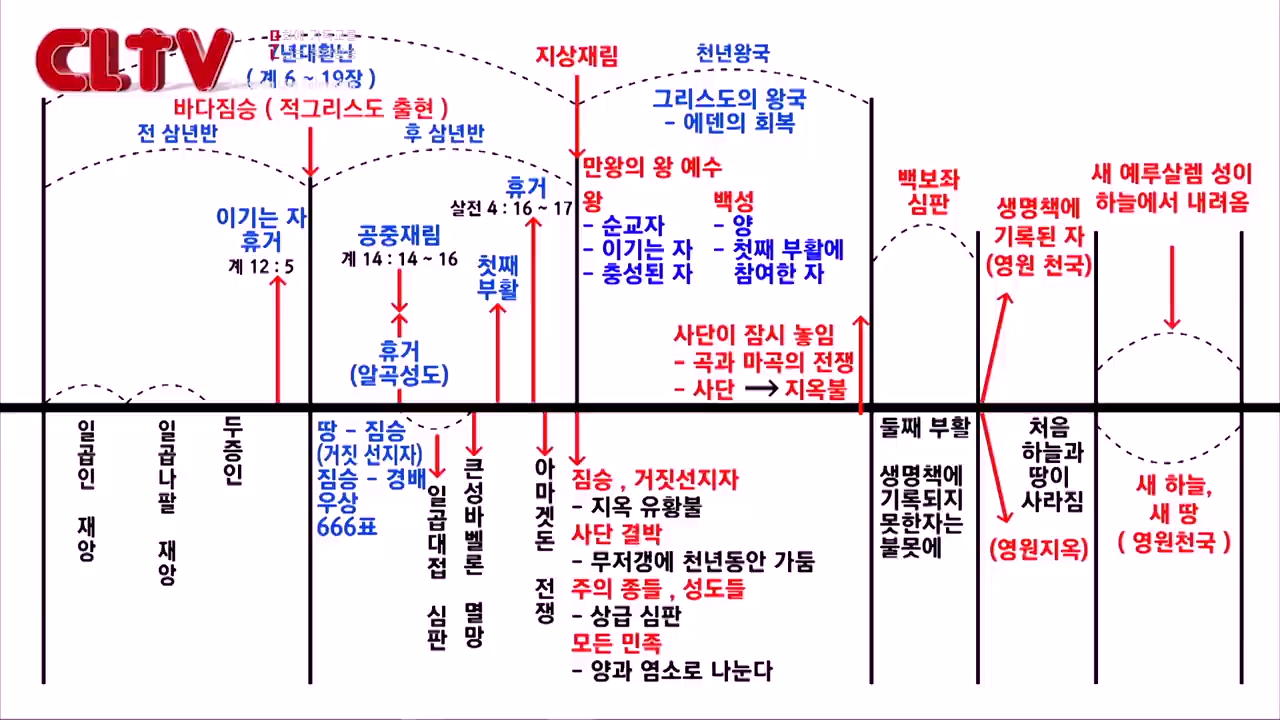 CLTV
7년대환난
( 계 6 ~ 19장 )
바다짐승 ( 적그리스도 출현 )
전 삼년반
후 삼년반
지상재림
천년왕국
그리스도의 왕국
- 에덴의 회복
이기는 자
휴거
계 12 : 5
공중재림
계 14 : 14 ~ 16
휴거
(알곡성도)
첫째
부활
휴거
살전 4 : 16 ~ 17
만왕의 왕 예수
왕
- 순교자
- 이기는 자
- 충성된 자
백성
- 양
- 첫째 부활에
참여한 자
사단이 잠시 놓임
- 곡과 마곡의 전쟁
- 사단 → 지옥불
백보좌
심판
생명책에
기록된 자
(영원 천국)
새 예루살렘 성이
하늘에서 내려옴
일곱인 재앙
일곱나팔 재앙
두증인
땅 - 짐승
(거짓 선지자)
짐승 - 경배
우상
666표
일곱대접 심판
큰성바벨론 멸망
아마겟돈 전쟁
짐승 , 거짓선지자
- 지옥 유황불
사단 결박
- 무저갱에 천년동안 가둠
주의 종들 , 성도들
- 상급 심판
모든 민족
- 양과 염소로 나눈다
둘째 부활
생명책에
기록되지
못한자는
불못에
처음
하늘과
땅이
사라짐
(영원지옥)
새 하늘,
새 땅
( 영원천국 )